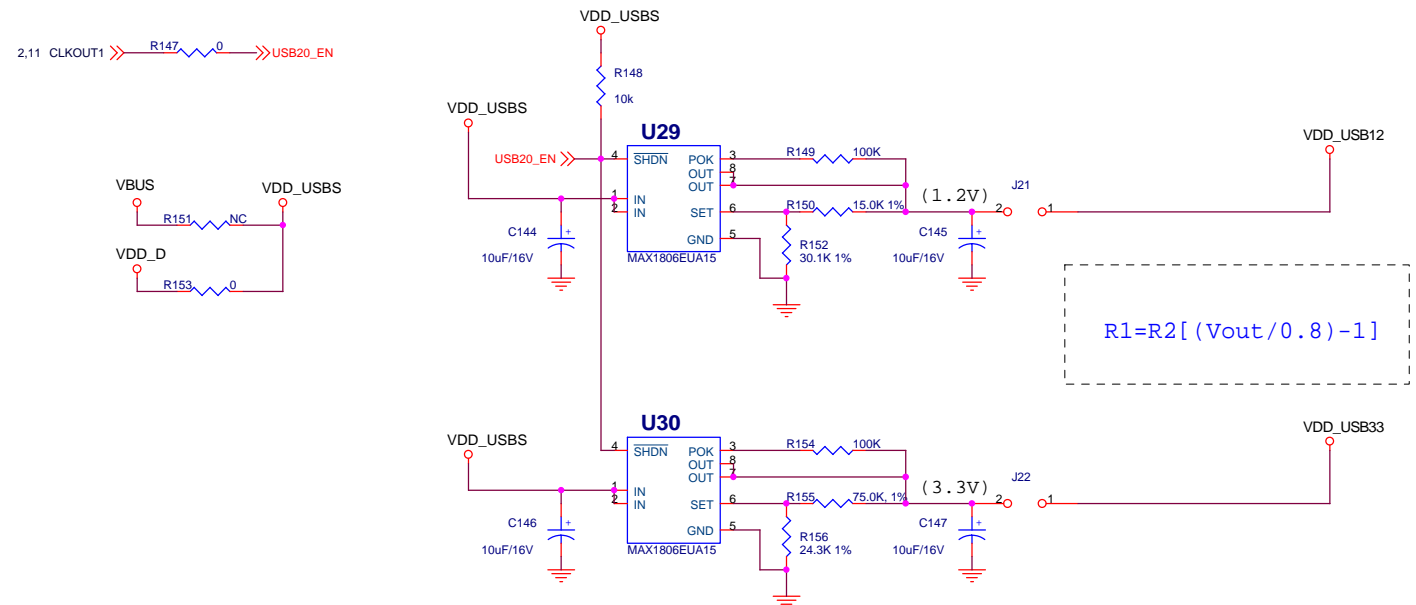 2,11 CLKOUT1 R147 0 USB20_EN
VDD_USBS
R148
10k
VDD_USBS
U29
USB20_EN 4 SHDN POK 3 R149 100K
OUT 8
OUT 7
1 IN
2 IN SET 6 R150 15.0K 1%
(1.2V)
J21
2 1
VDD_USB12
GND 5
C144
10uF/16V
MAX1806EUA15
R152
30.1K 1%
C145
10uF/16V
VBUS
R151 NC
VDD_USBS
VDD_D
R153 0
R1=R2[(Vout/0.8)-1]
VDD_USBS
U30
4 SHDN POK 3 R154 100K
OUT 8
OUT 7
1 IN
2 IN SET 6 R155 75.0K, 1%
(3.3V)
J22
2 1
VDD_USB33
GND 5
C146
10uF/16V
MAX1806EUA15
R156
24.3K 1%
C147
10uF/16V